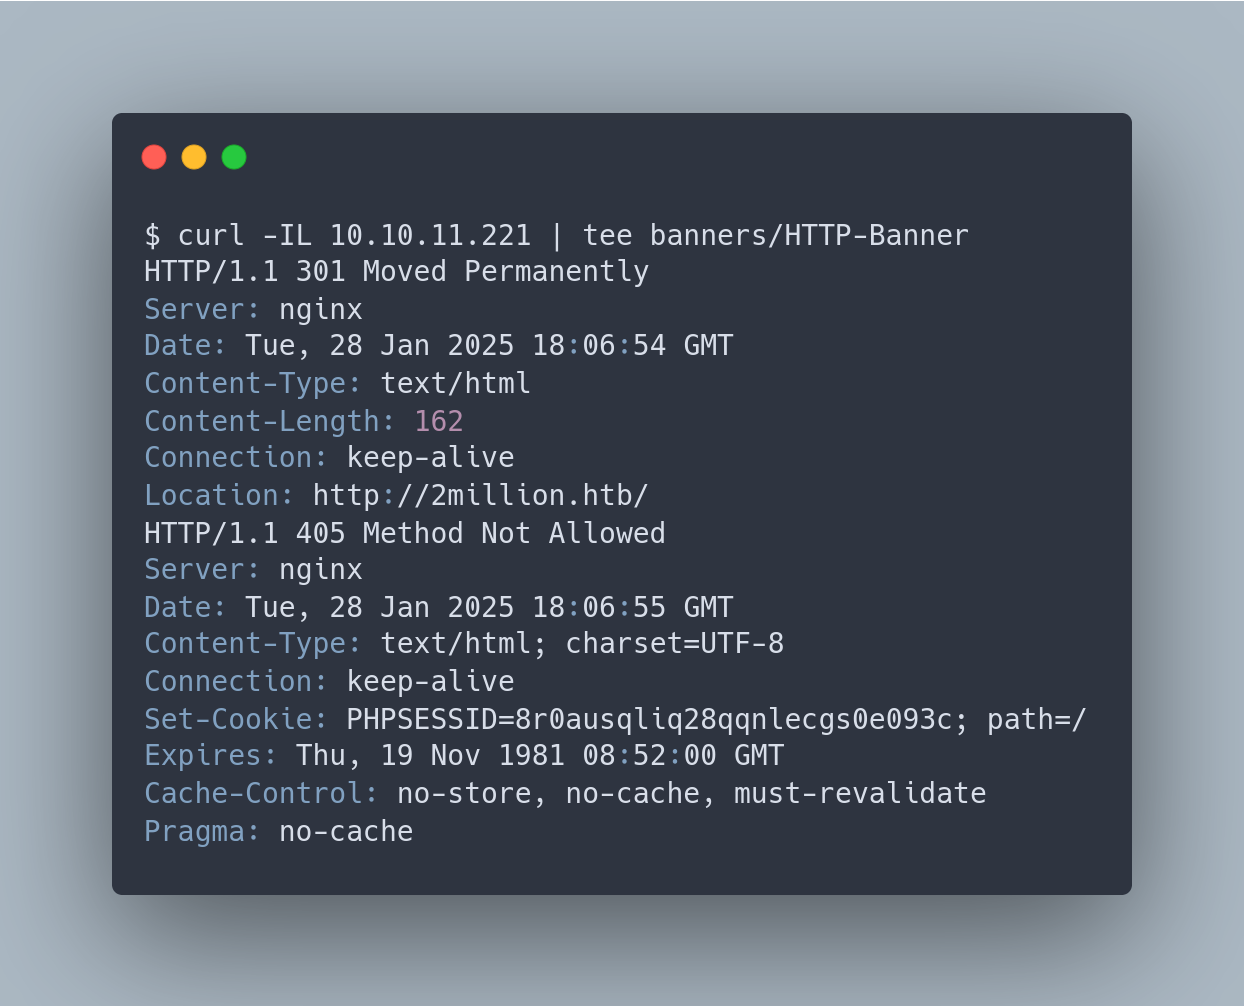 $ curl -IL 10.10.11.221 | tee banners/HTTP-Banner
HTTP/1.1 301 Moved Permanently
Server: nginx
Date: Tue, 28 Jan 2025 18:06:54 GMT
Content-Type: text/html
Content-Length: 162
Connection: keep-alive
Location: http://2million.htb/
HTTP/1.1 405 Method Not Allowed
Server: nginx
Date: Tue, 28 Jan 2025 18:06:55 GMT
Content-Type: text/html; charset=UTF-8
Connection: keep-alive
Set-Cookie: PHPSESSID=8r0ausqliq28qqnlecgs0e093c; path=/
Expires: Thu, 19 Nov 1981 08:52:00 GMT
Cache-Control: no-store, no-cache, must-revalidate
Pragma: no-cache